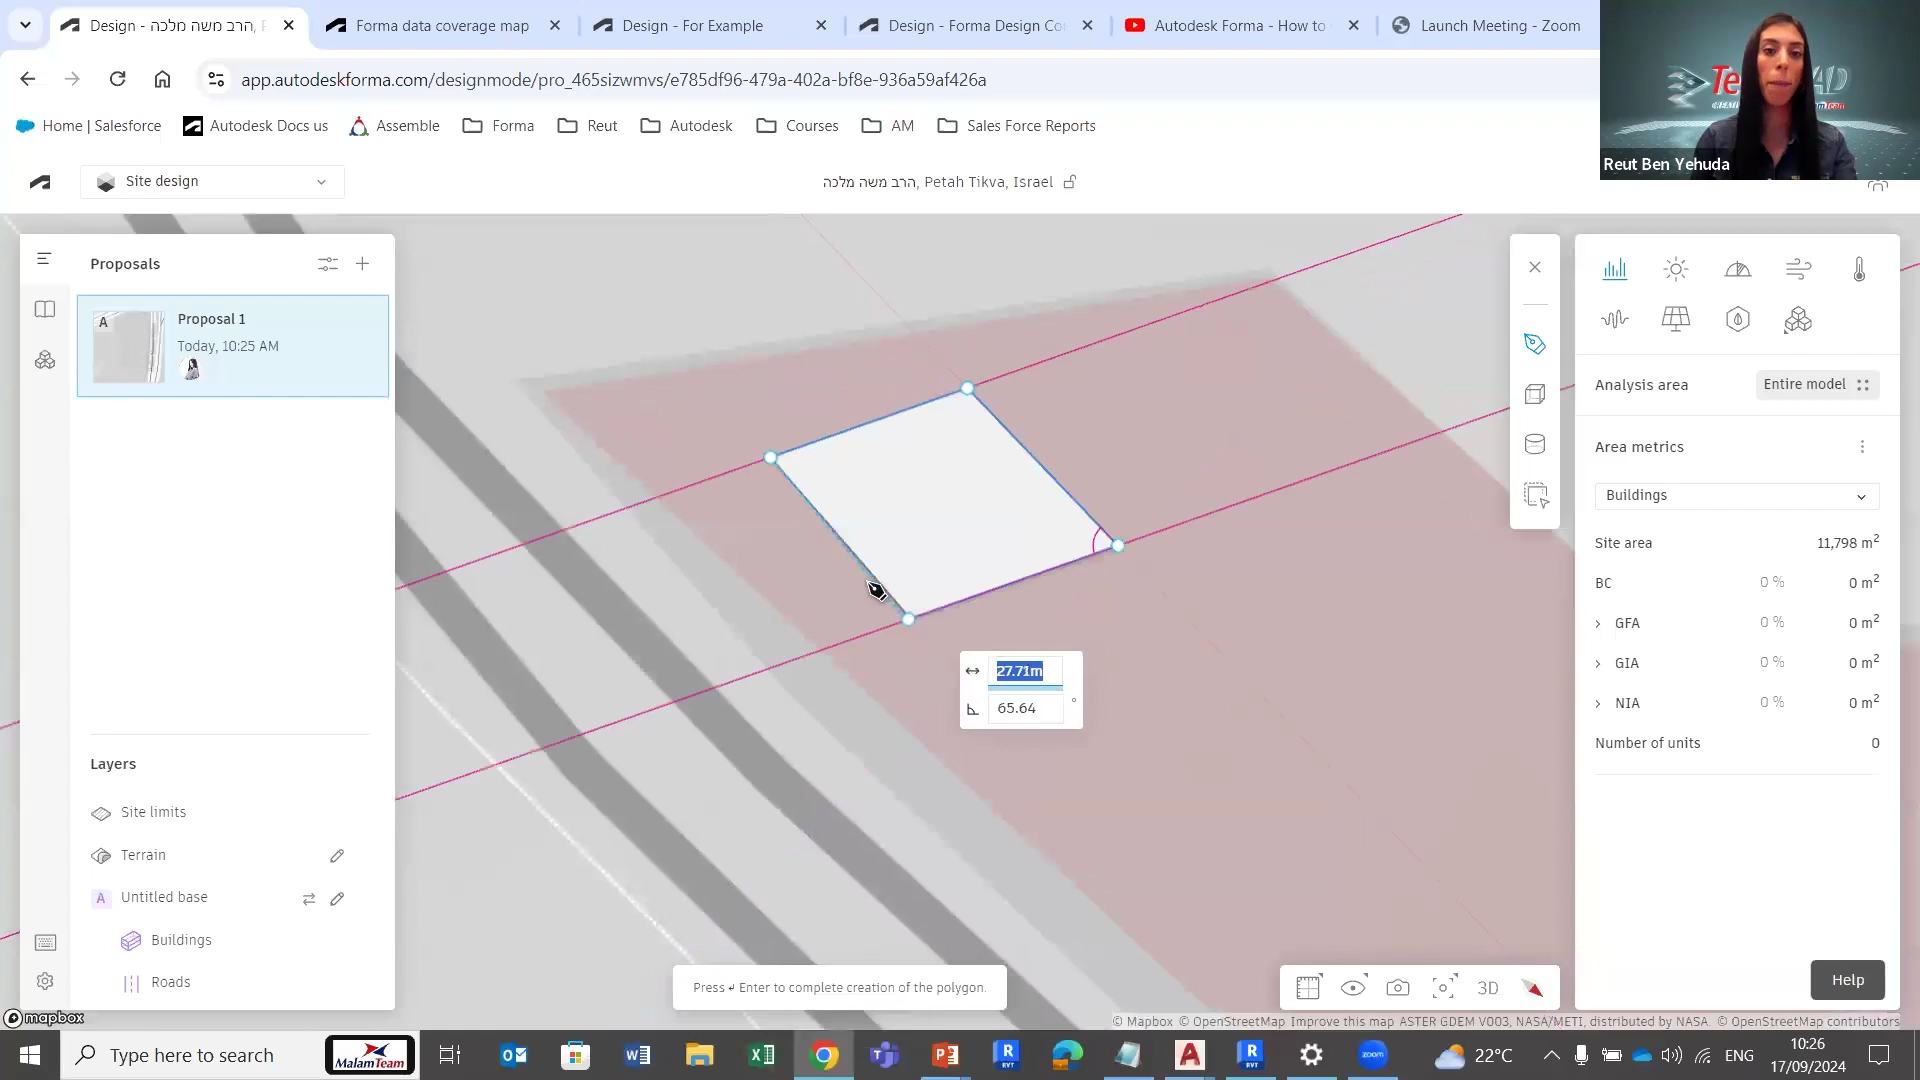 Design - הרב משה מלכה,
Forma data coverage map
Design - For Example
Design - Forma Design Co
Autodesk Forma - How to
Launch Meeting - Zoom
app.autodeskforma.com/designmode/pro_465sizwmvs/e785df96-479a-402a-bf8e-936a59af426a
Home | Salesforce
Autodesk Docs us
Assemble
Forma
Reut
Autodesk
Courses
AM
Sales Force Reports
Reut Ben Yehuda
Site design
הרב משה מלכה, Petah Tikva, Israel
Proposals
A
Proposal 1
Today, 10:25 AM
Layers
Site limits
Terrain
A Untitled base
Buildings
Roads
mapbox
27.71m
65.64 °
Press ↵ Enter to complete creation of the polygon.
3D
Analysis area Entire model
Area metrics
Buildings
Site area 11,798 m²
BC 0 % 0 m²
GFA 0 % 0 m²
GIA 0 % 0 m²
NIA 0 % 0 m²
Number of units 0
Help
© Mapbox © OpenStreetMap Improve this map ASTER GDEM V003, NASA/METI, distributed by NASA. © OpenStreetMap contributors
Type here to search
MalamTeam
22°C
ENG
10:26
17/09/2024